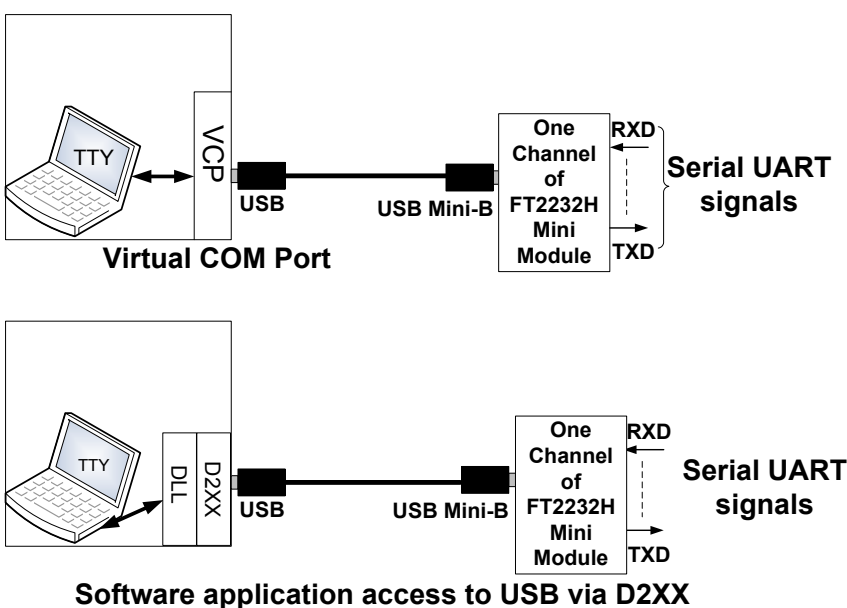 TTY
VCP
USB
USB Mini-B
One
Channel
of
FT2232H
Mini
Module
RXD
TXD
Serial UART
signals
Virtual COM Port
TTY
DLL
D2XX
USB
USB Mini-B
One
Channel
of
FT2232H
Mini
Module
RXD
TXD
Serial UART
signals
Software application access to USB via D2XX